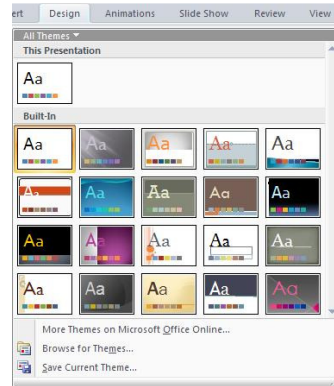 ert Design Animations Slide Show Review View
All Themes
This Presentation
Aa
Built-In
Aa Aa Aa Aa Aa
Aa Aa Aa Aa Aa
Aa Aa Aa Aa Aa
Aa Aa Aa Aa Aa
More Themes on Microsoft Office Online...
Browse for Themes...
Save Current Theme...